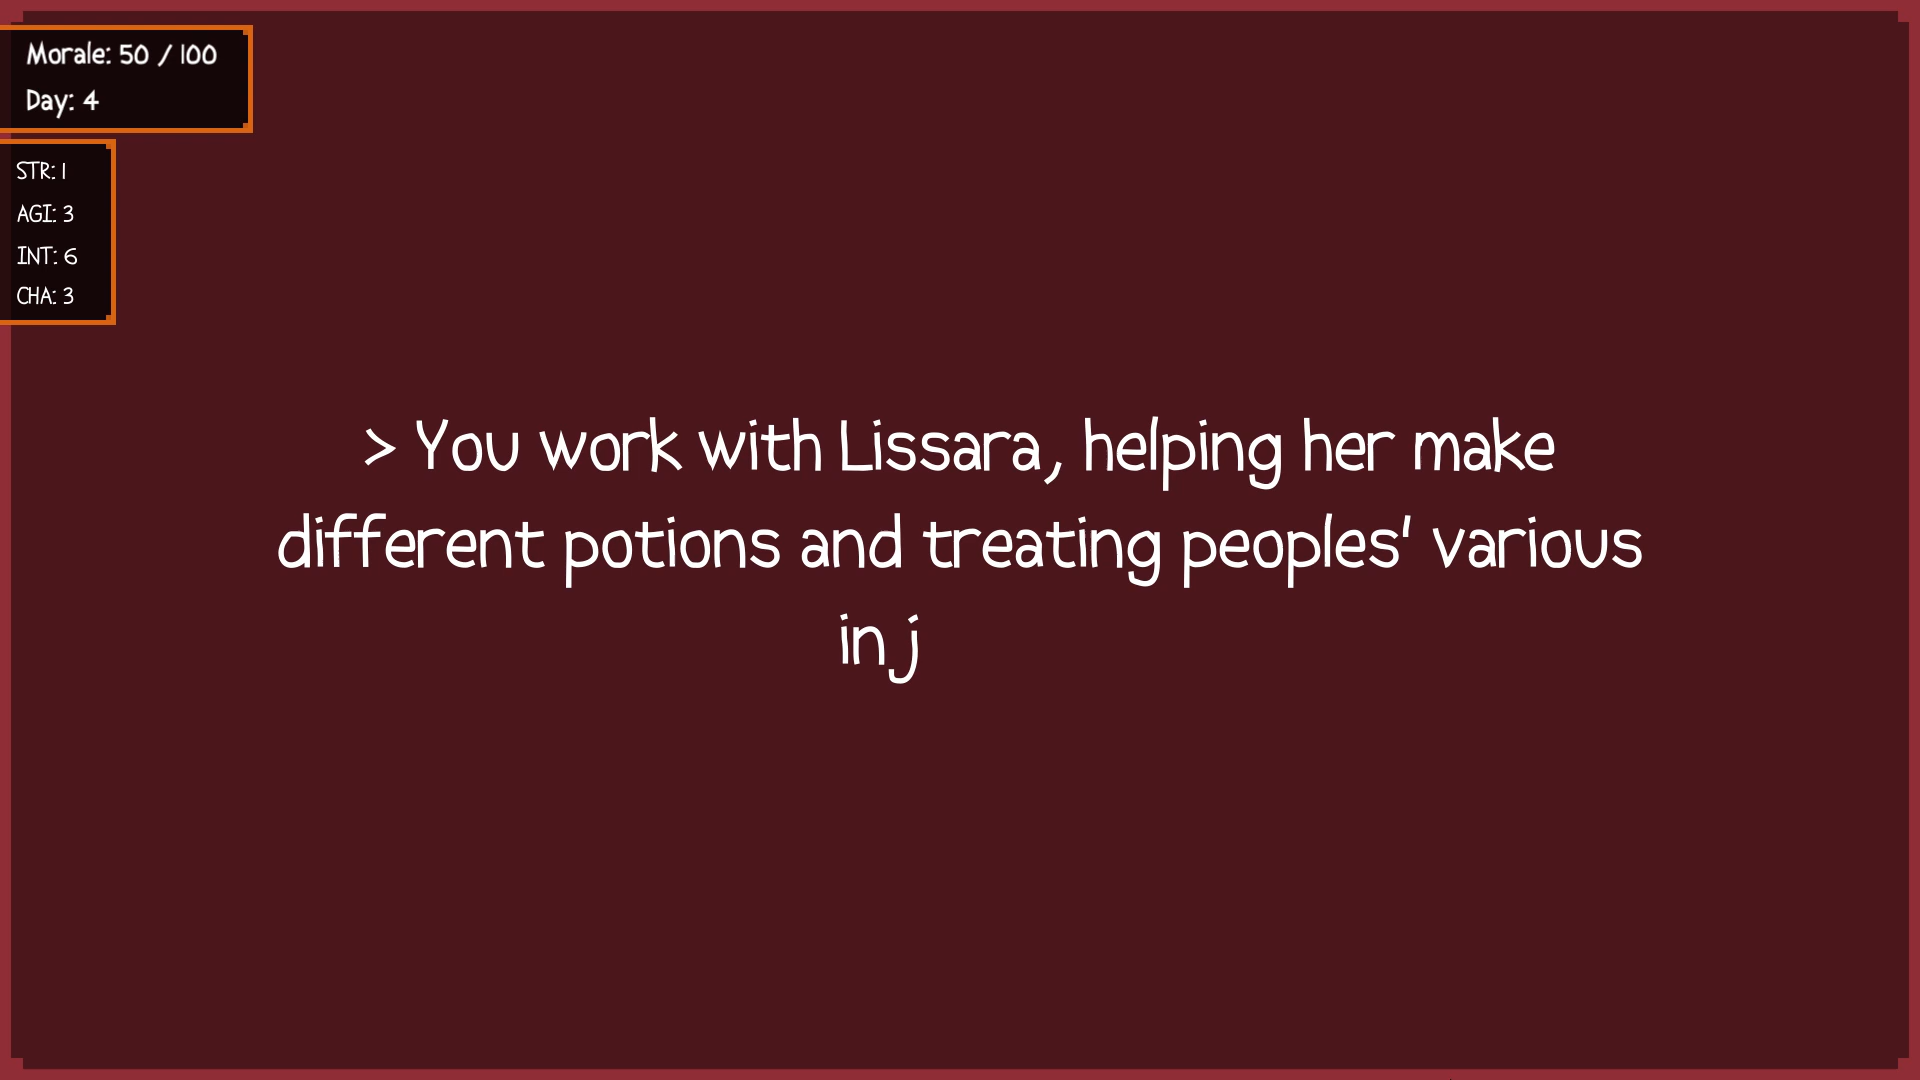 Morale: 50 / 100
Day: 4
STR: 1
AGI: 3
INT: 6
CHA: 3
> You work with Lissara, helping her make
different potions and treating peoples' various
inj